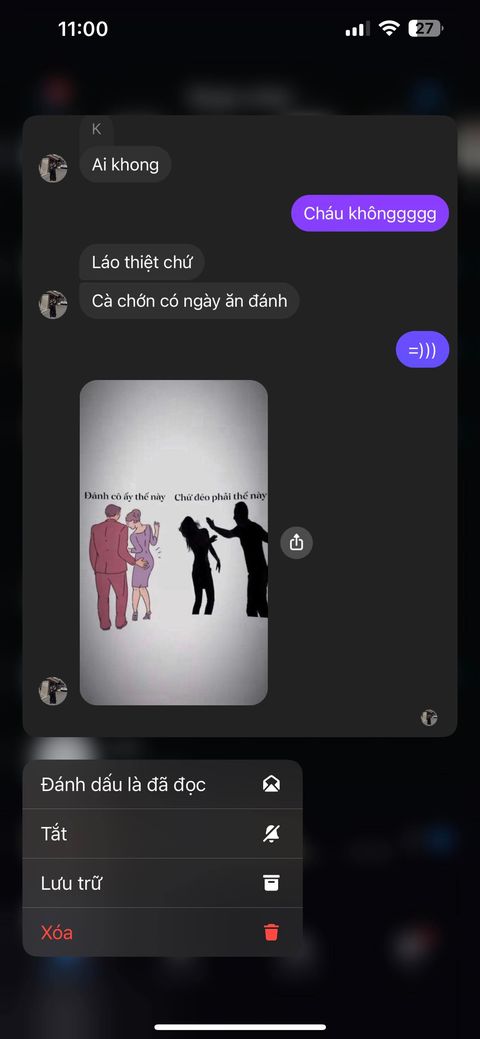 11:00
27
K
Ai khong
Cháu khônggggg
Láo thiệt chứ
Cà chớn có ngày ăn đánh
=)))
Đánh cô ấy thế này
Chứ đéo phải thế này
Đánh dấu là đã đọc
Tắt
Lưu trữ
Xóa